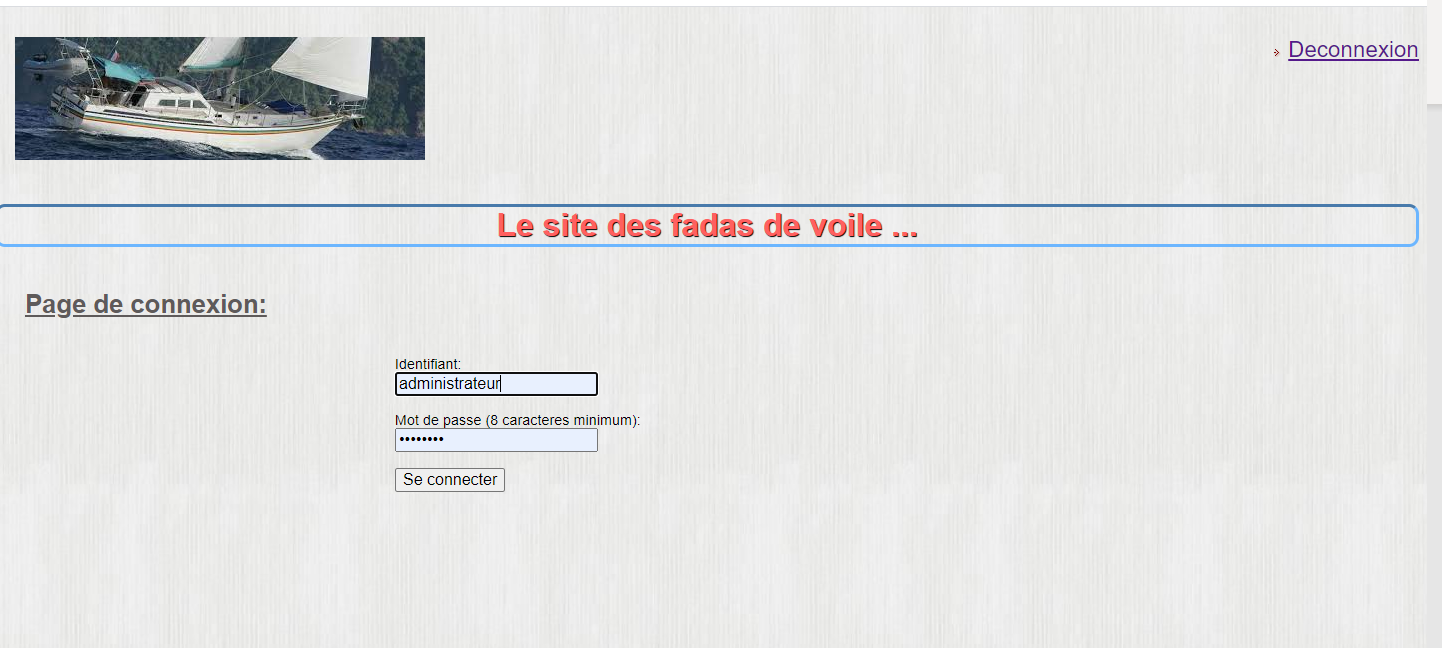 Deconnexion
Le site des fadas de voile ...
Page de connexion:
Identifiant:
administrateur
Mot de passe (8 caracteres minimum):
••••••••
Se connecter